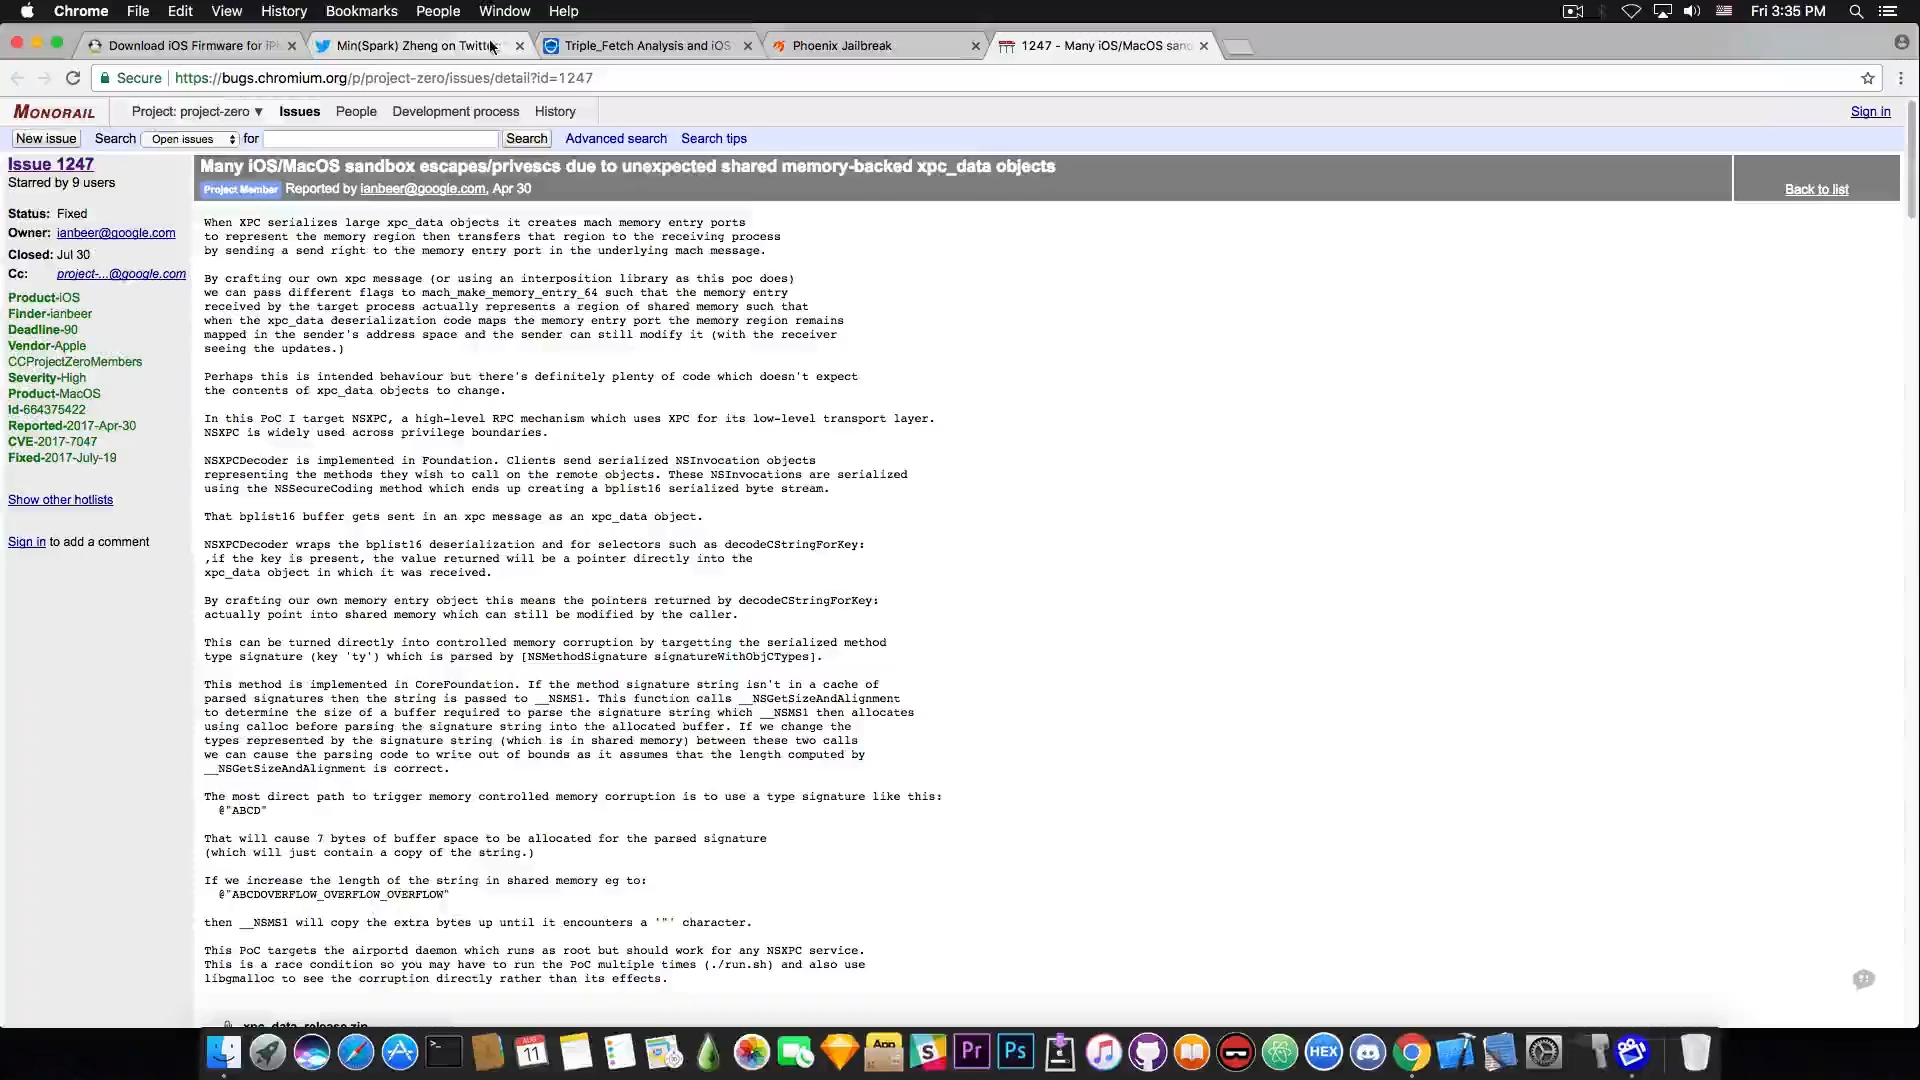 Chrome File Edit View History Bookmarks People Window Help Fri 3:35 PM
Download iOS Firmware for iP Min(Spark) Zheng on Twitte Triple_Fetch Analysis and iOS Phoenix Jailbreak 1247 - Many iOS/MacOS san
Secure https://bugs.chromium.org/p/project-zero/issues/detail?id=1247
MONORAIL Project: project-zero ▼ Issues People Development process History Sign in
New issue Search Open issues for Search Advanced search Search tips
Issue 1247
Starred by 9 users
Status: Fixed
Owner: ianbeer@google.com
Closed: Jul 30
Cc: project-...@google.com
Product-iOS
Finder-ianbeer
Deadline-90
Vendor-Apple
CCProjectZeroMembers
Severity-High
Product-MacOS
Id-664375422
Reported-2017-Apr-30
CVE-2017-7047
Fixed-2017-July-19
Show other hotlists
Sign in to add a comment
Many iOS/MacOS sandbox escapes/privescs due to unexpected shared memory-backed xpc_data objects
Project Member Reported by ianbeer@google.com, Apr 30
Back to list
When XPC serializes large xpc_data objects it creates mach memory entry ports
to represent the memory region then transfers that region to the receiving process
by sending a send right to the memory entry port in the underlying mach message.
By crafting our own xpc message (or using an interposition library as this poc does)
we can pass different flags to mach_make_memory_entry_64 such that the memory entry
received by the target process actually represents a region of shared memory such that
when the xpc_data deserialization code maps the memory entry port the memory region remains
mapped in the sender's address space and the sender can still modify it (with the receiver
seeing the updates.)
Perhaps this is intended behaviour but there's definitely plenty of code which doesn't expect
the contents of xpc_data objects to change.
In this PoC I target NSXPC, a high-level RPC mechanism which uses XPC for its low-level transport layer.
NSXPC is widely used across privilege boundaries.
NSXPCDecoder is implemented in Foundation. Clients send serialized NSInvocation objects
representing the methods they wish to call on the remote objects. These NSInvocations are serialized
using the NSSecureCoding method which ends up creating a bplist16 serialized byte stream.
That bplist16 buffer gets sent in an xpc message as an xpc_data object.
NSXPCDecoder wraps the bplist16 deserialization and for selectors such as decodeCStringForKey:
,if the key is present, the value returned will be a pointer directly into the
xpc_data object in which it was received.
By crafting our own memory entry object this means the pointers returned by decodeCStringForKey:
actually point into shared memory which can still be modified by the caller.
This can be turned directly into controlled memory corruption by targetting the serialized method
type signature (key 'ty') which is parsed by [NSMethodSignature signatureWithObjCTypes].
This method is implemented in CoreFoundation. If the method signature string isn't in a cache of
parsed signatures then the string is passed to __NSMS1. This function calls __NSGetSizeAndAlignment
to determine the size of a buffer required to parse the signature string which __NSMS1 then allocates
using calloc before parsing the signature string into the allocated buffer. If we change the
types represented by the signature string (which is in shared memory) between these two calls
we can cause the parsing code to write out of bounds as it assumes that the length computed by
__NSGetSizeAndAlignment is correct.
The most direct path to trigger memory controlled memory corruption is to use a type signature like this:
@"ABCD"
That will cause 7 bytes of buffer space to be allocated for the parsed signature
(which will just contain a copy of the string.)
If we increase the length of the string in shared memory eg to:
@"ABCDOVERFLOW_OVERFLOW_OVERFLOW"
then __NSMS1 will copy the extra bytes up until it encounters a '"' character.
This PoC targets the airportd daemon which runs as root but should work for any NSXPC service.
This is a race condition so you may have to run the PoC multiple times (./run.sh) and also use
libgmalloc to see the corruption directly rather than its effects.
xpc_data_release.zip
AUG 11 App S Pr Ps HEX